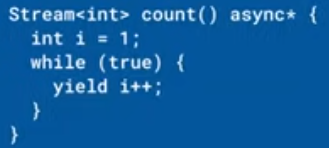 Stream<int> count() async* {
  int i = 1;
  while (true) {
    yield i++;
  }
}